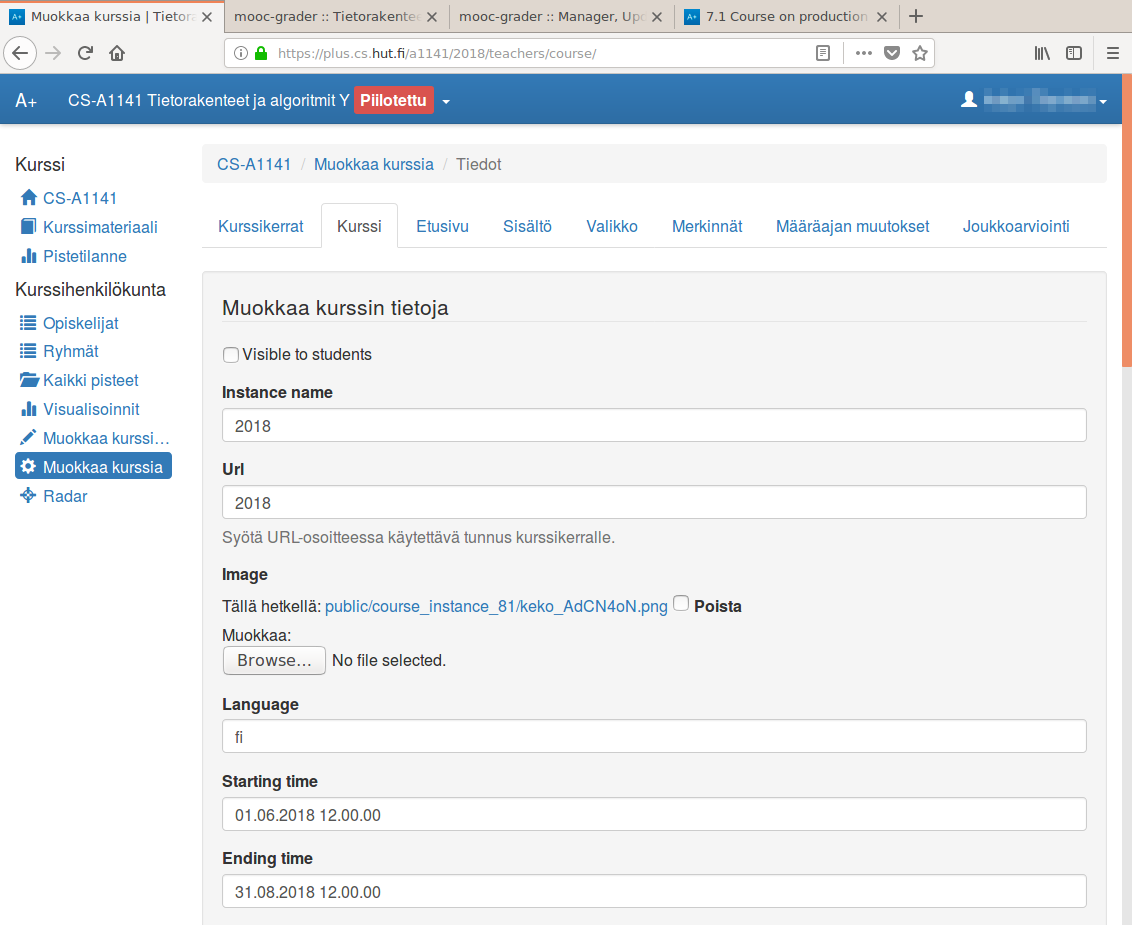 Muokkaa kurssia | Tietora
mooc-grader :: Tietorakente
mooc-grader :: Manager, Up
7.1 Course on production
https://plus.cs.hut.fi/a1141/2018/teachers/course/
A+ CS-A1141 Tietorakenteet ja algoritmit Y Piilotettu
Kurssi
CS-A1141
Kurssimateriaali
Pistetilanne
Kurssihenkilökunta
Opiskelijat
Ryhmät
Kaikki pisteet
Visualisoinnit
Muokkaa kurssi…
Muokkaa kurssia
Radar
CS-A1141 / Muokkaa kurssia / Tiedot
Kurssikerrat Kurssi Etusivu Sisältö Valikko Merkinnät Määräajan muutokset Joukkoarviointi
Muokkaa kurssin tietoja
Visible to students
Instance name
2018
Url
2018
Syötä URL-osoitteessa käytettävä tunnus kurssikerralle.
Image
Tällä hetkellä: public/course_instance_81/keko_AdCN4oN.png Poista
Muokkaa:
Browse... No file selected.
Language
fi
Starting time
01.06.2018 12.00.00
Ending time
31.08.2018 12.00.00